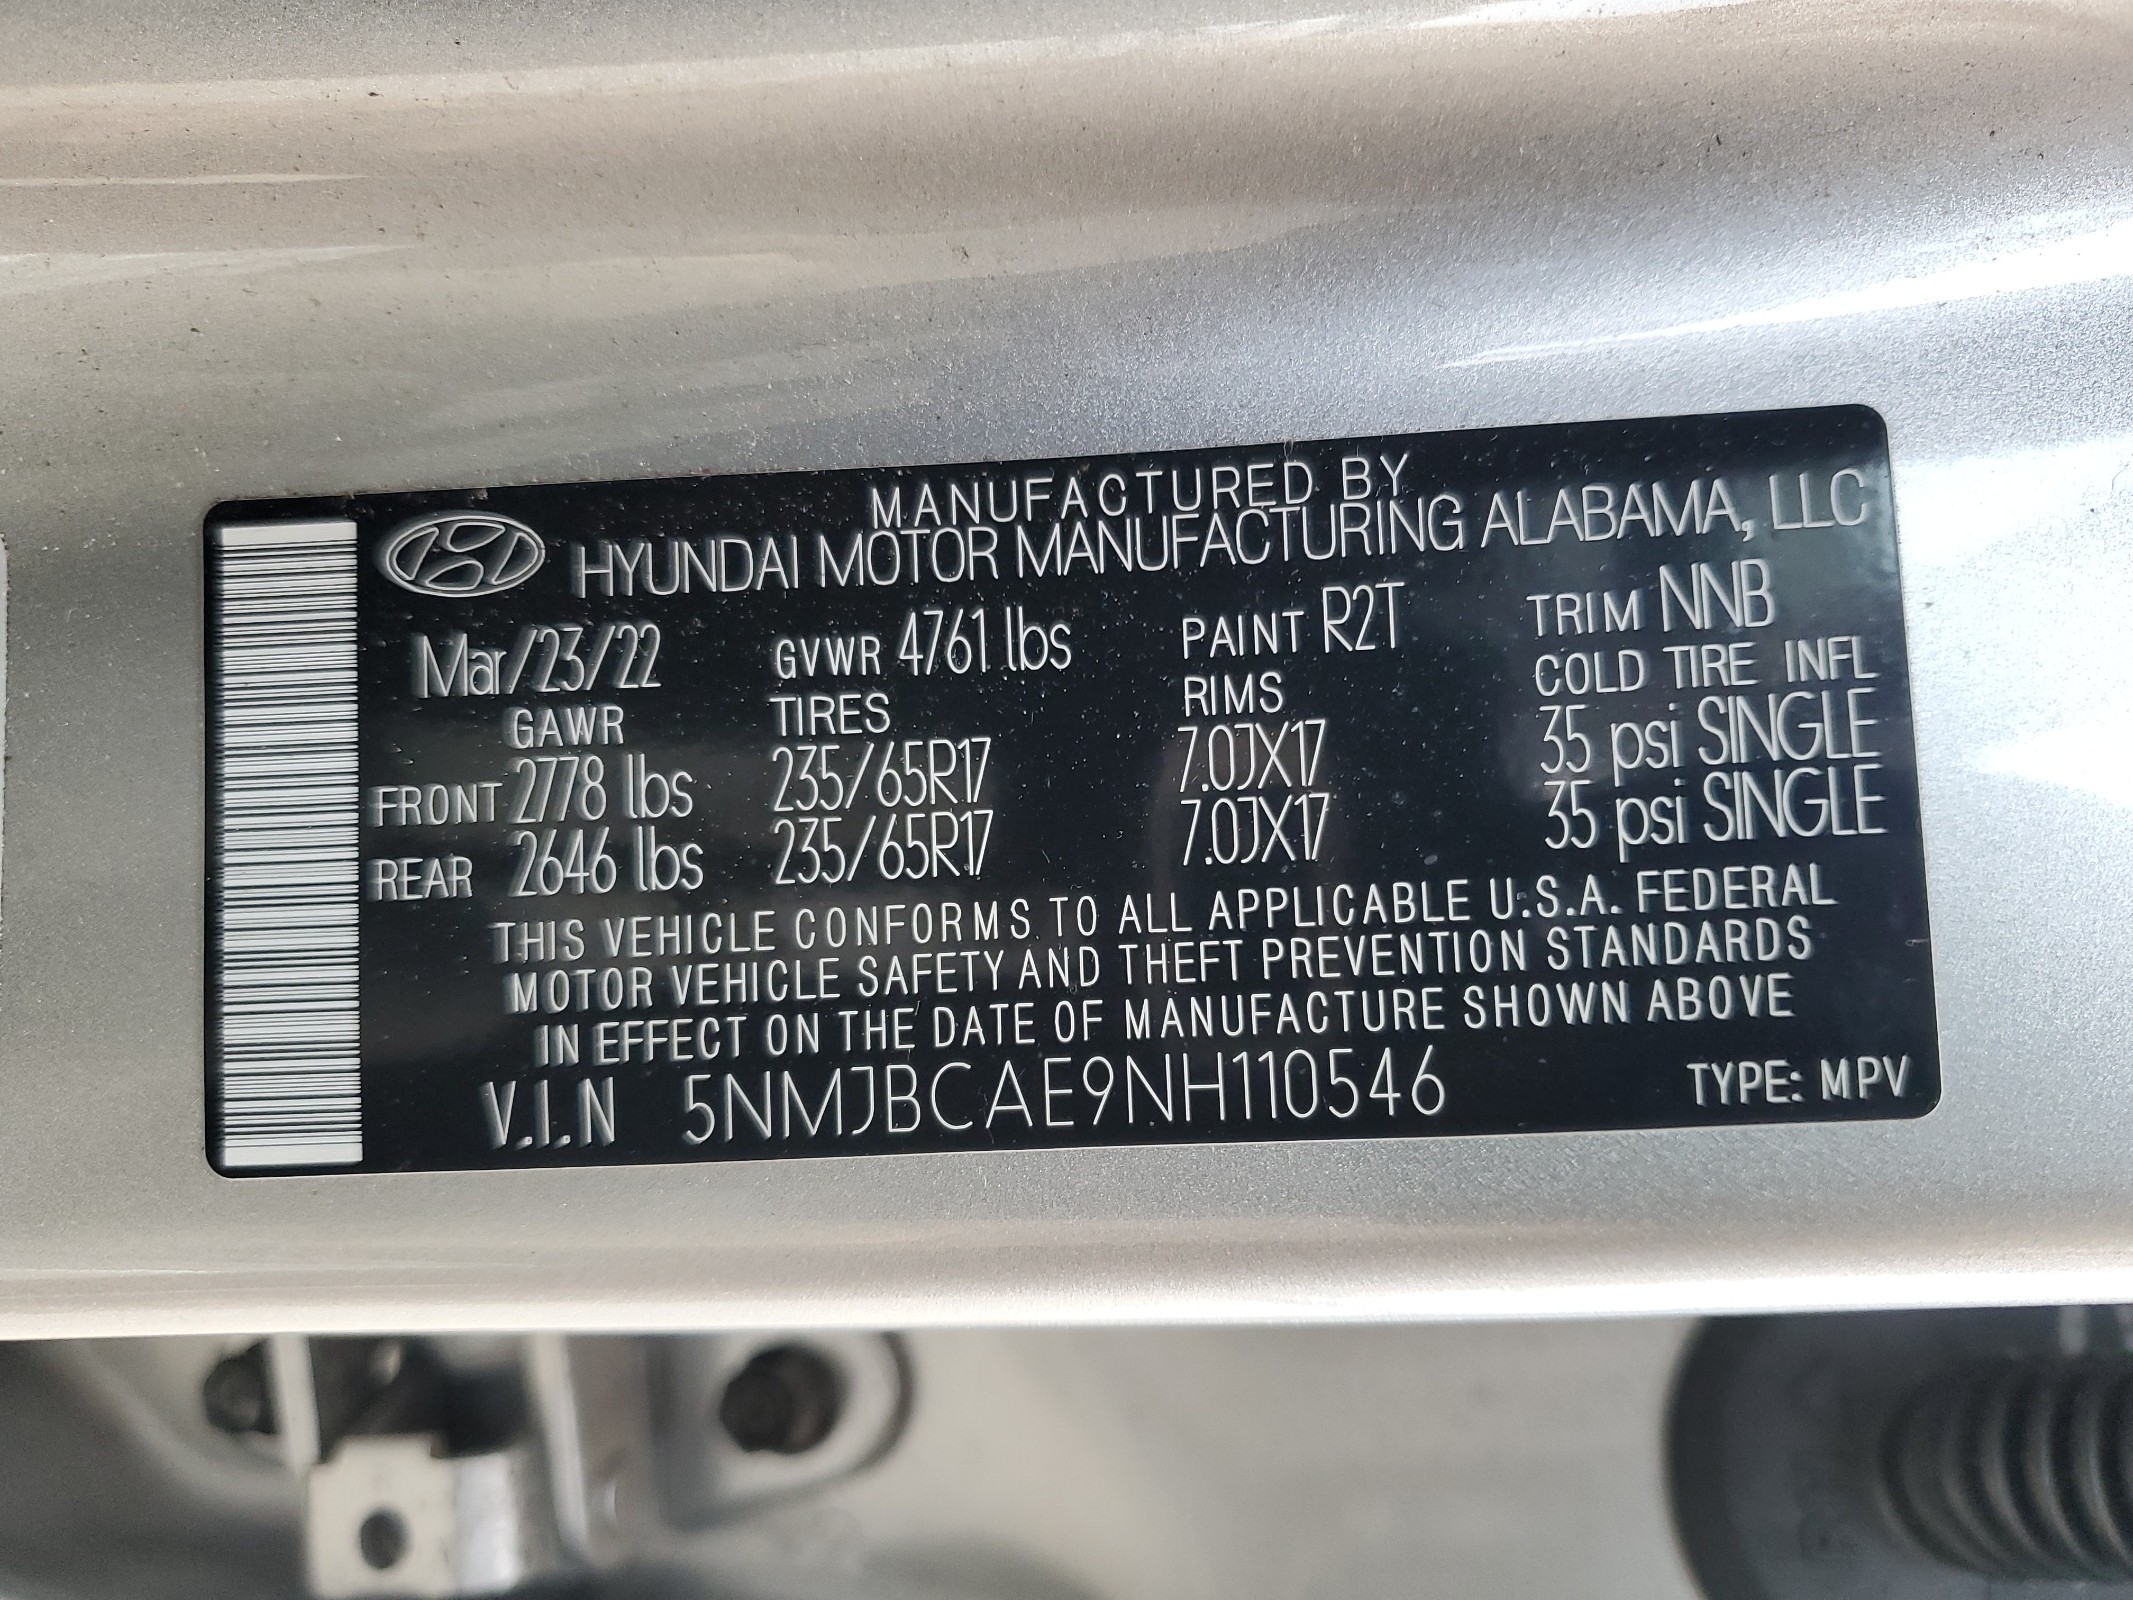 MANUFACTURED BY
HYUNDAI MOTOR MANUFACTURING ALABAMA, LLC
Mar/23/22 GVWR 4761 lbs PAINT R2T TRIM NNB
GAWR TIRES RIMS COLD TIRE INFL
FRONT 2778 lbs 235/65R17 7.0JX17 35 psi SINGLE
REAR 2646 lbs 235/65R17 7.0JX17 35 psi SINGLE
THIS VEHICLE CONFORMS TO ALL APPLICABLE U.S.A. FEDERAL
MOTOR VEHICLE SAFETY AND THEFT PREVENTION STANDARDS
IN EFFECT ON THE DATE OF MANUFACTURE SHOWN ABOVE
V.I.N 5NMJBCAE9NH110546 TYPE: MPV